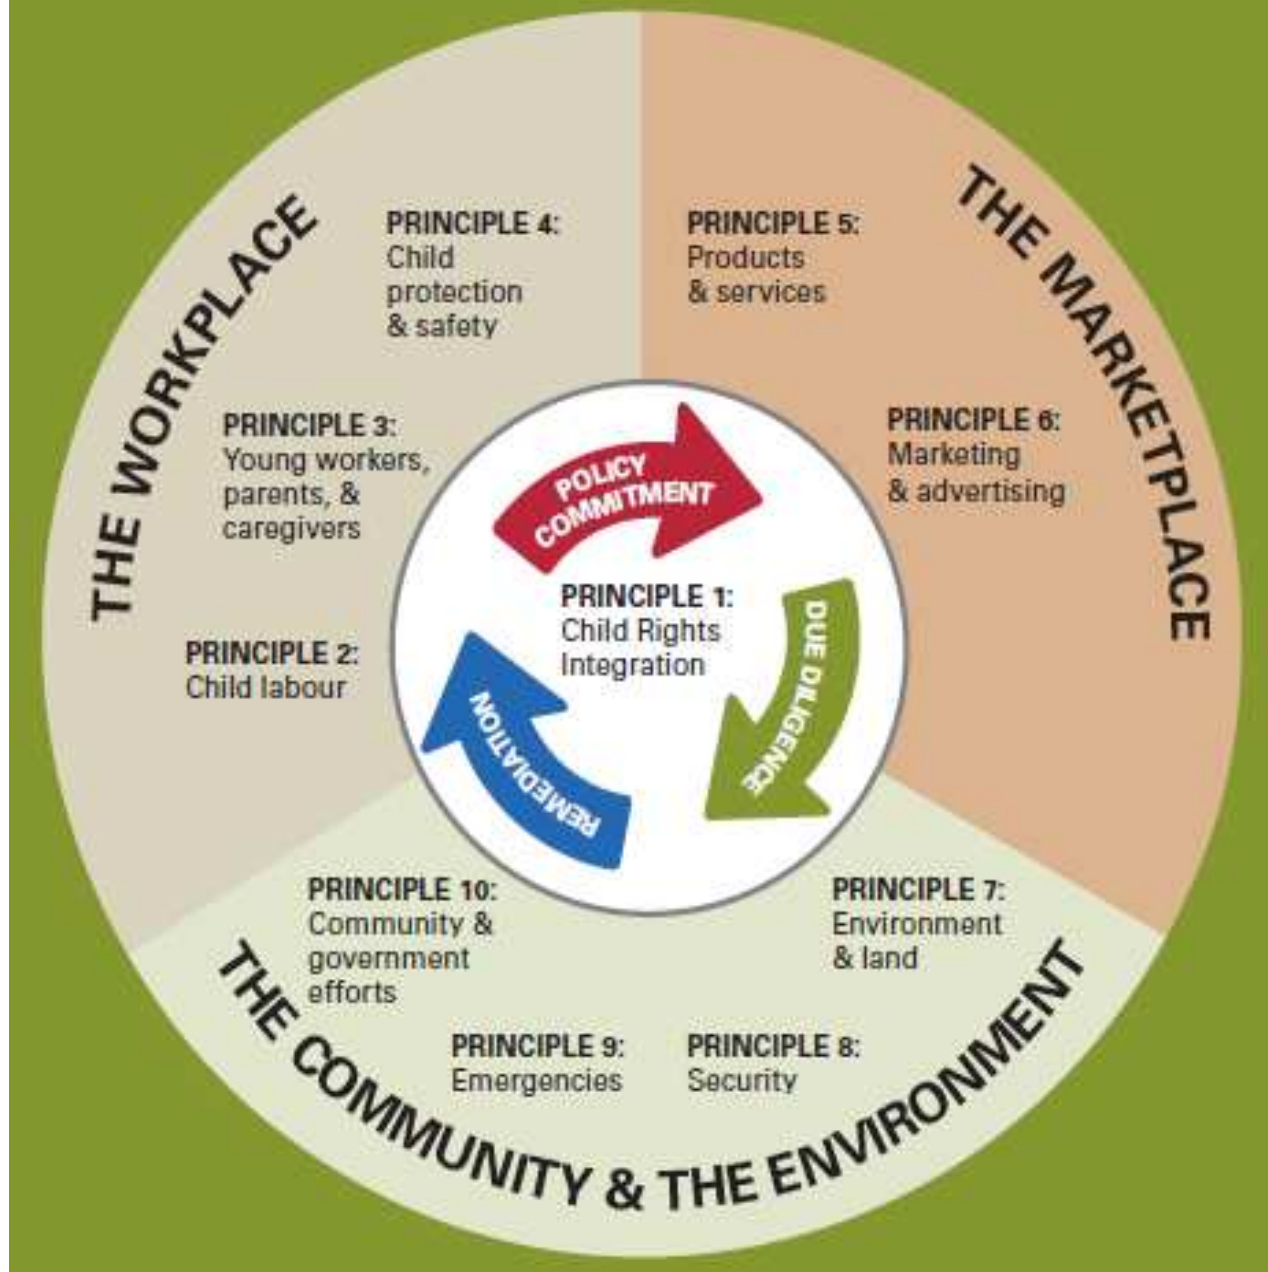 THE WORKPLACE
PRINCIPLE 4:
Child
protection
& safety
PRINCIPLE 3:
Young workers,
parents, &
caregivers
PRINCIPLE 2:
Child labour
THE MARKETPLACE
PRINCIPLE 5:
Products
& services
PRINCIPLE 6:
Marketing
& advertising
POLICY
COMMITMENT
PRINCIPLE 1:
Child Rights
Integration
DUE DILIGENCE
REMEDIATION
PRINCIPLE 10:
Community &
government
efforts
PRINCIPLE 7:
Environment
& land
PRINCIPLE 9:
Emergencies
PRINCIPLE 8:
Security
THE COMMUNITY & THE ENVIRONMENT